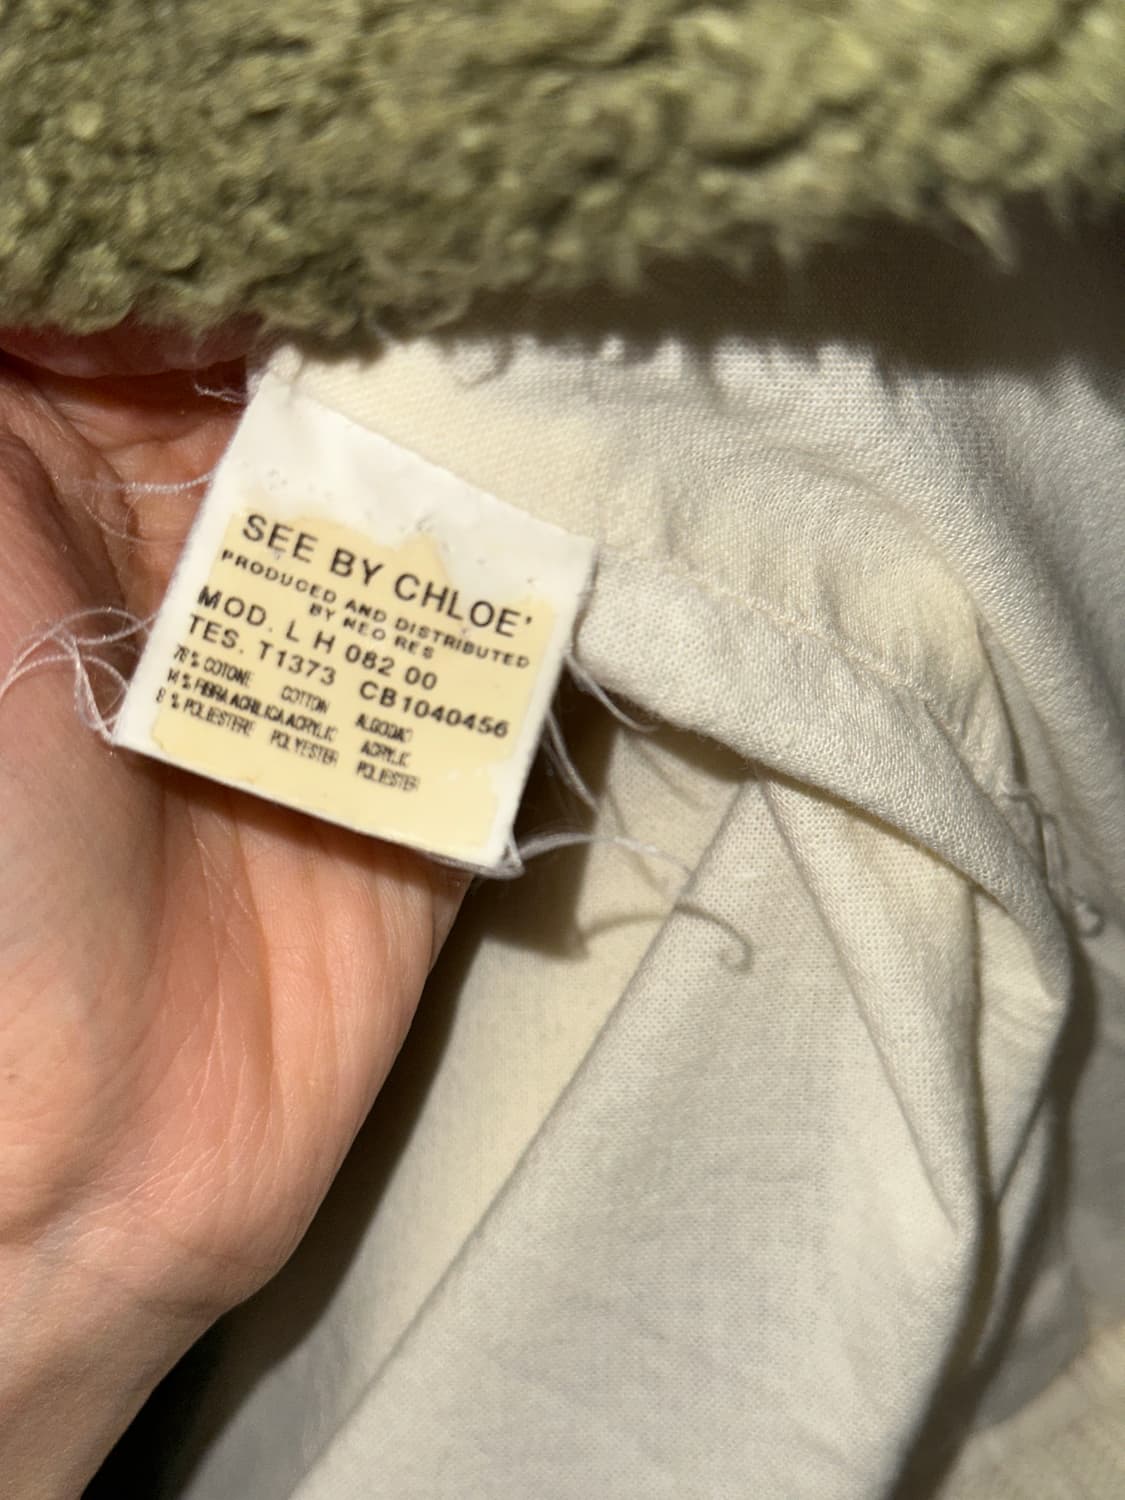 SEE BY CHLOE'
PRODUCED AND DISTRIBUTED
BY NEO RES
MOD. L H 082 00
TES. T1373 CB1040456
78% COTONE COTTON ALGODAO
14% FIBRA ACRILICA ACRYLIC ACRYLIC
8% POLIESTERE POLYESTER POLIESTER